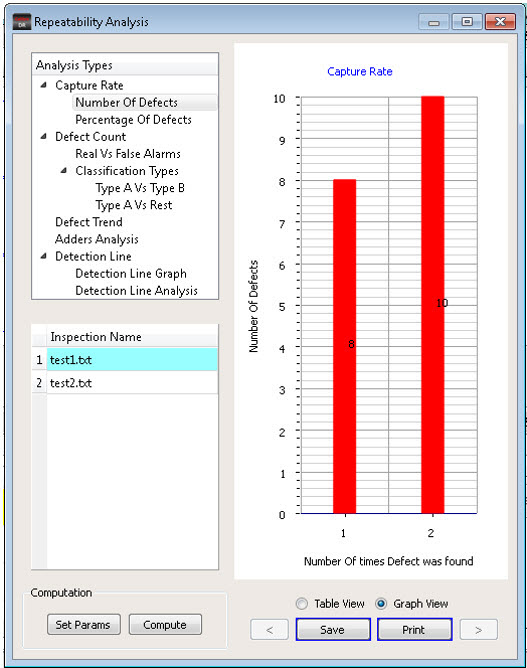 Repeatability Analysis
Analysis Types
Capture Rate
Number Of Defects
Percentage Of Defects
Defect Count
Real Vs False Alarms
Classification Types
Type A Vs Type B
Type A Vs Rest
Defect Trend
Adders Analysis
Detection Line
Detection Line Graph
Detection Line Analysis
Inspection Name
1 test1.txt
2 test2.txt
Computation
Set Params
Compute
Capture Rate
Number Of Defects
10
9
8
7
6
5
4
3
2
1
0
8
10
1 2
Number Of times Defect was found
Table View Graph View
< Save Print >